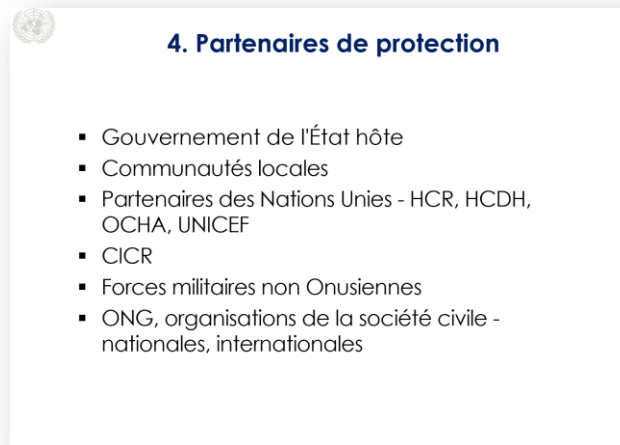 4. Partenaires de protection
▪ Gouvernement de l'État hôte
▪ Communautés locales
▪ Partenaires des Nations Unies - HCR, HCDH,
OCHA, UNICEF
▪ CICR
▪ Forces militaires non Onusiennes
▪ ONG, organisations de la société civile -
nationales, internationales